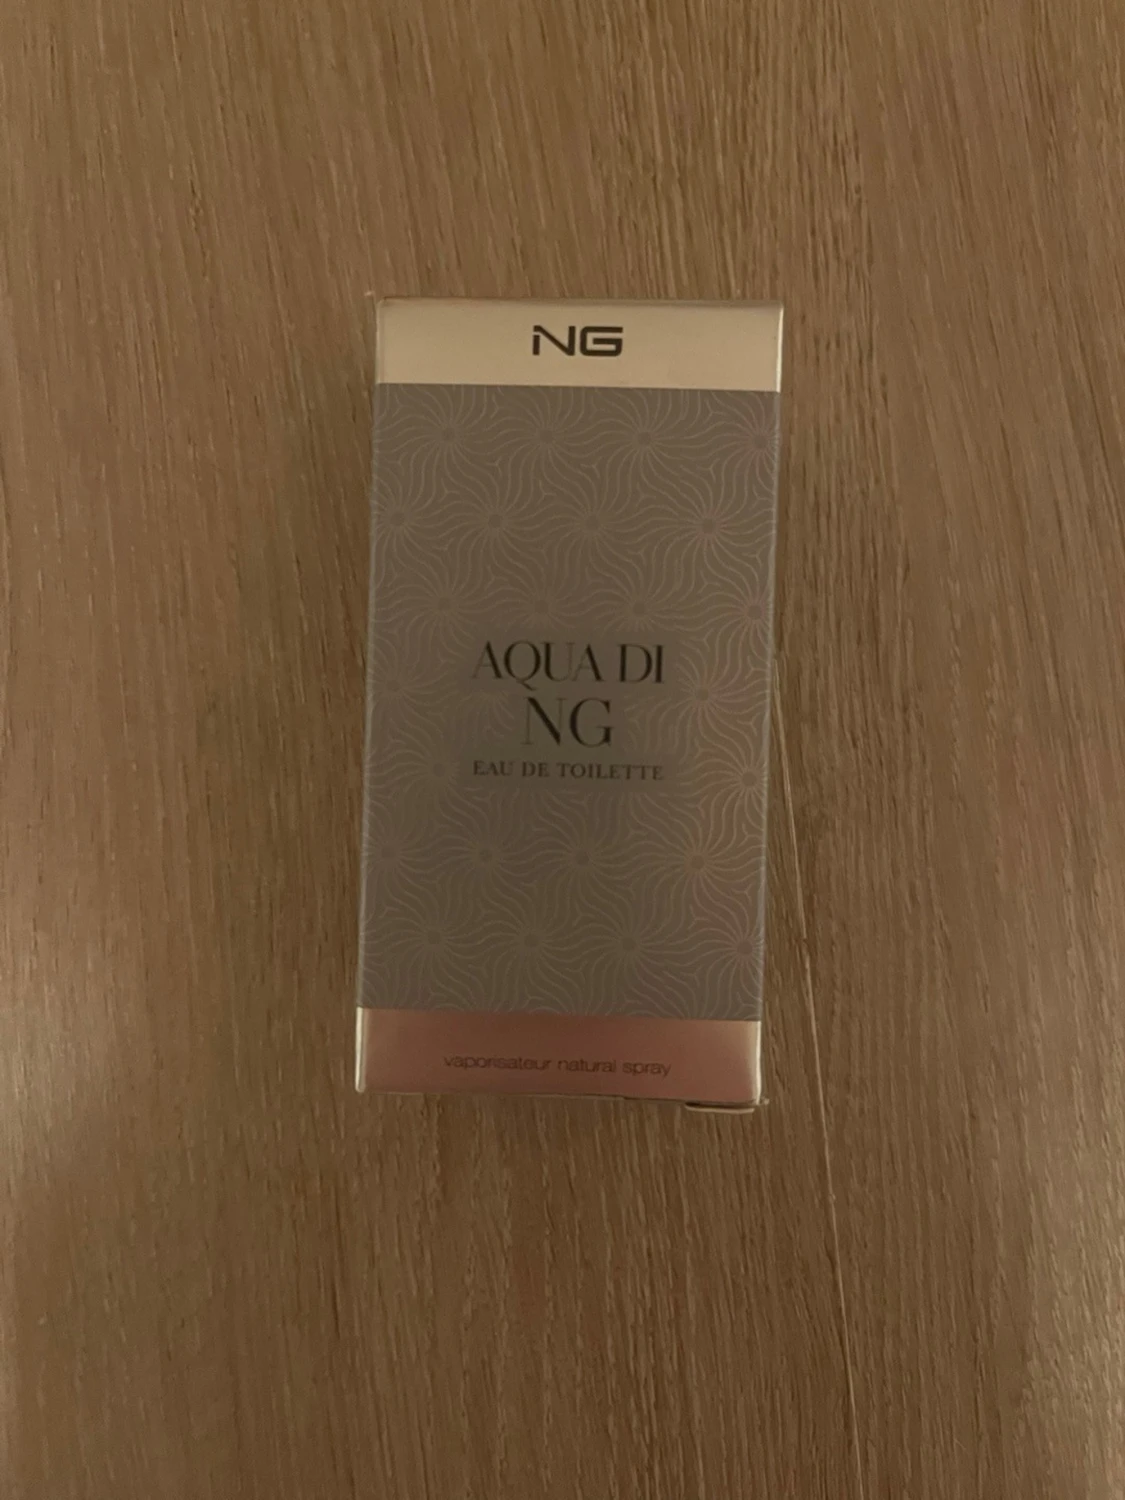 NG
AQUA DI
NG
EAU DE TOILETTE
vaporisateur natural spray